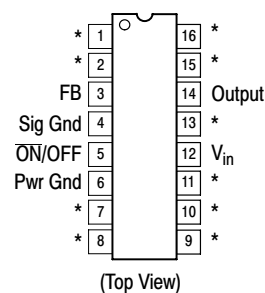 * 1 16 *
* 2 15 *
FB 3 14 Output
Sig Gnd 4 13 *
O̅N̅/OFF 5 12 Vin
Pwr Gnd 6 11 *
* 7 10 *
* 8 9 *
(Top View)